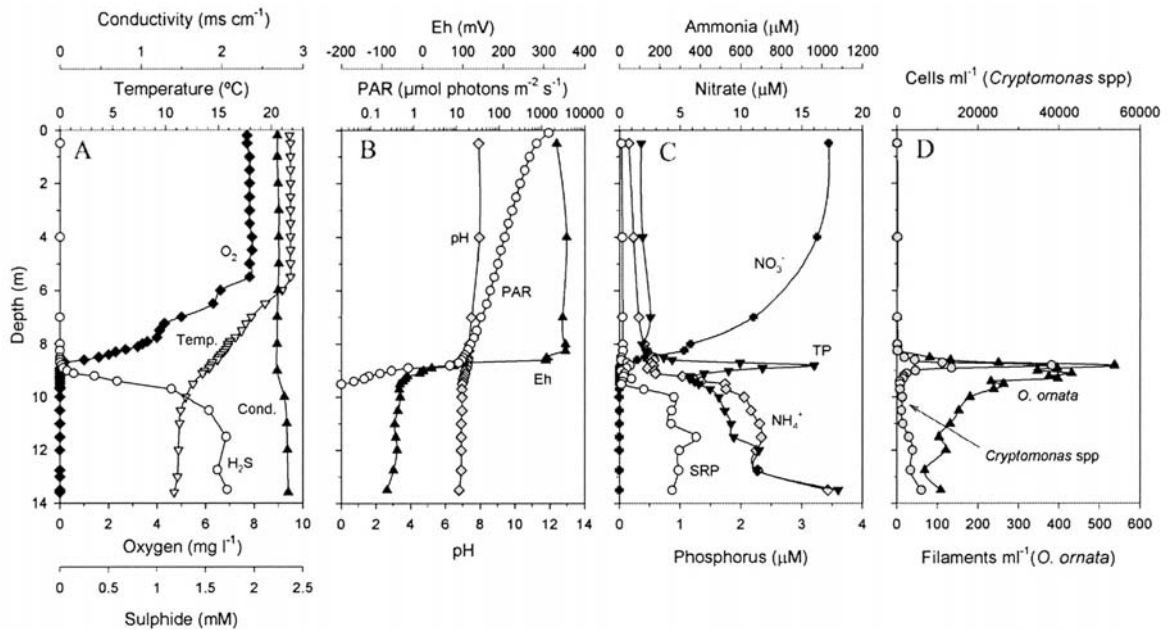 Conductivity (ms cm⁻¹)
0 1 2 3
Temperature (ºC)
0 5 10 15 20
Eh (mV)
-200 -100 0 100 200 300 400
PAR (µmol photons m⁻² s⁻¹)
0.1 1 10 100 10000
Ammonia (µM)
0 200 400 600 800 1000
Nitrate (µM)
0 5 10 15 20
Cells ml⁻¹ (Cryptomonas spp)
0 20000 40000 60000
A
B
C
D
Depth (m)
0
2
4
6
8
10
12
14
O₂
Temp.
Cond.
H₂S
pH
PAR
Eh
NO₃⁻
TP
NH₄⁺
SRP
O. ornata
Cryptomonas spp
0 2 4 6 8 10
Oxygen (mg l⁻¹)
0 0.5 1 1.5 2 2.5
Sulphide (mM)
0 2 4 6 8 10 12 14
pH
0 1 2 3 4
Phosphorus (µM)
0 100 200 300 400 500 600
Filaments ml⁻¹(O. ornata)